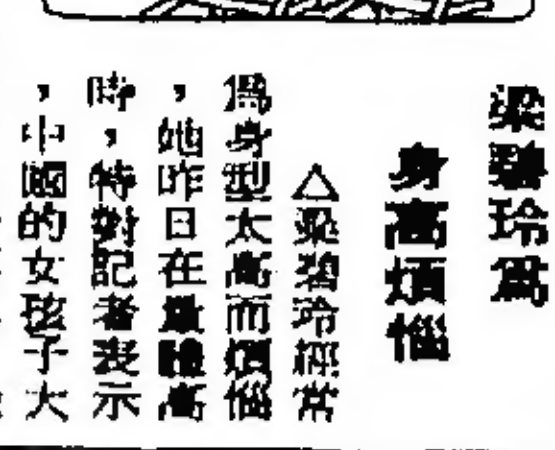 梁碧玲爲
身高煩惱
△梁碧玲經常
爲身型太高而煩惱
，她昨日在量體高
時，特對記者表示
，中國的女孩子大